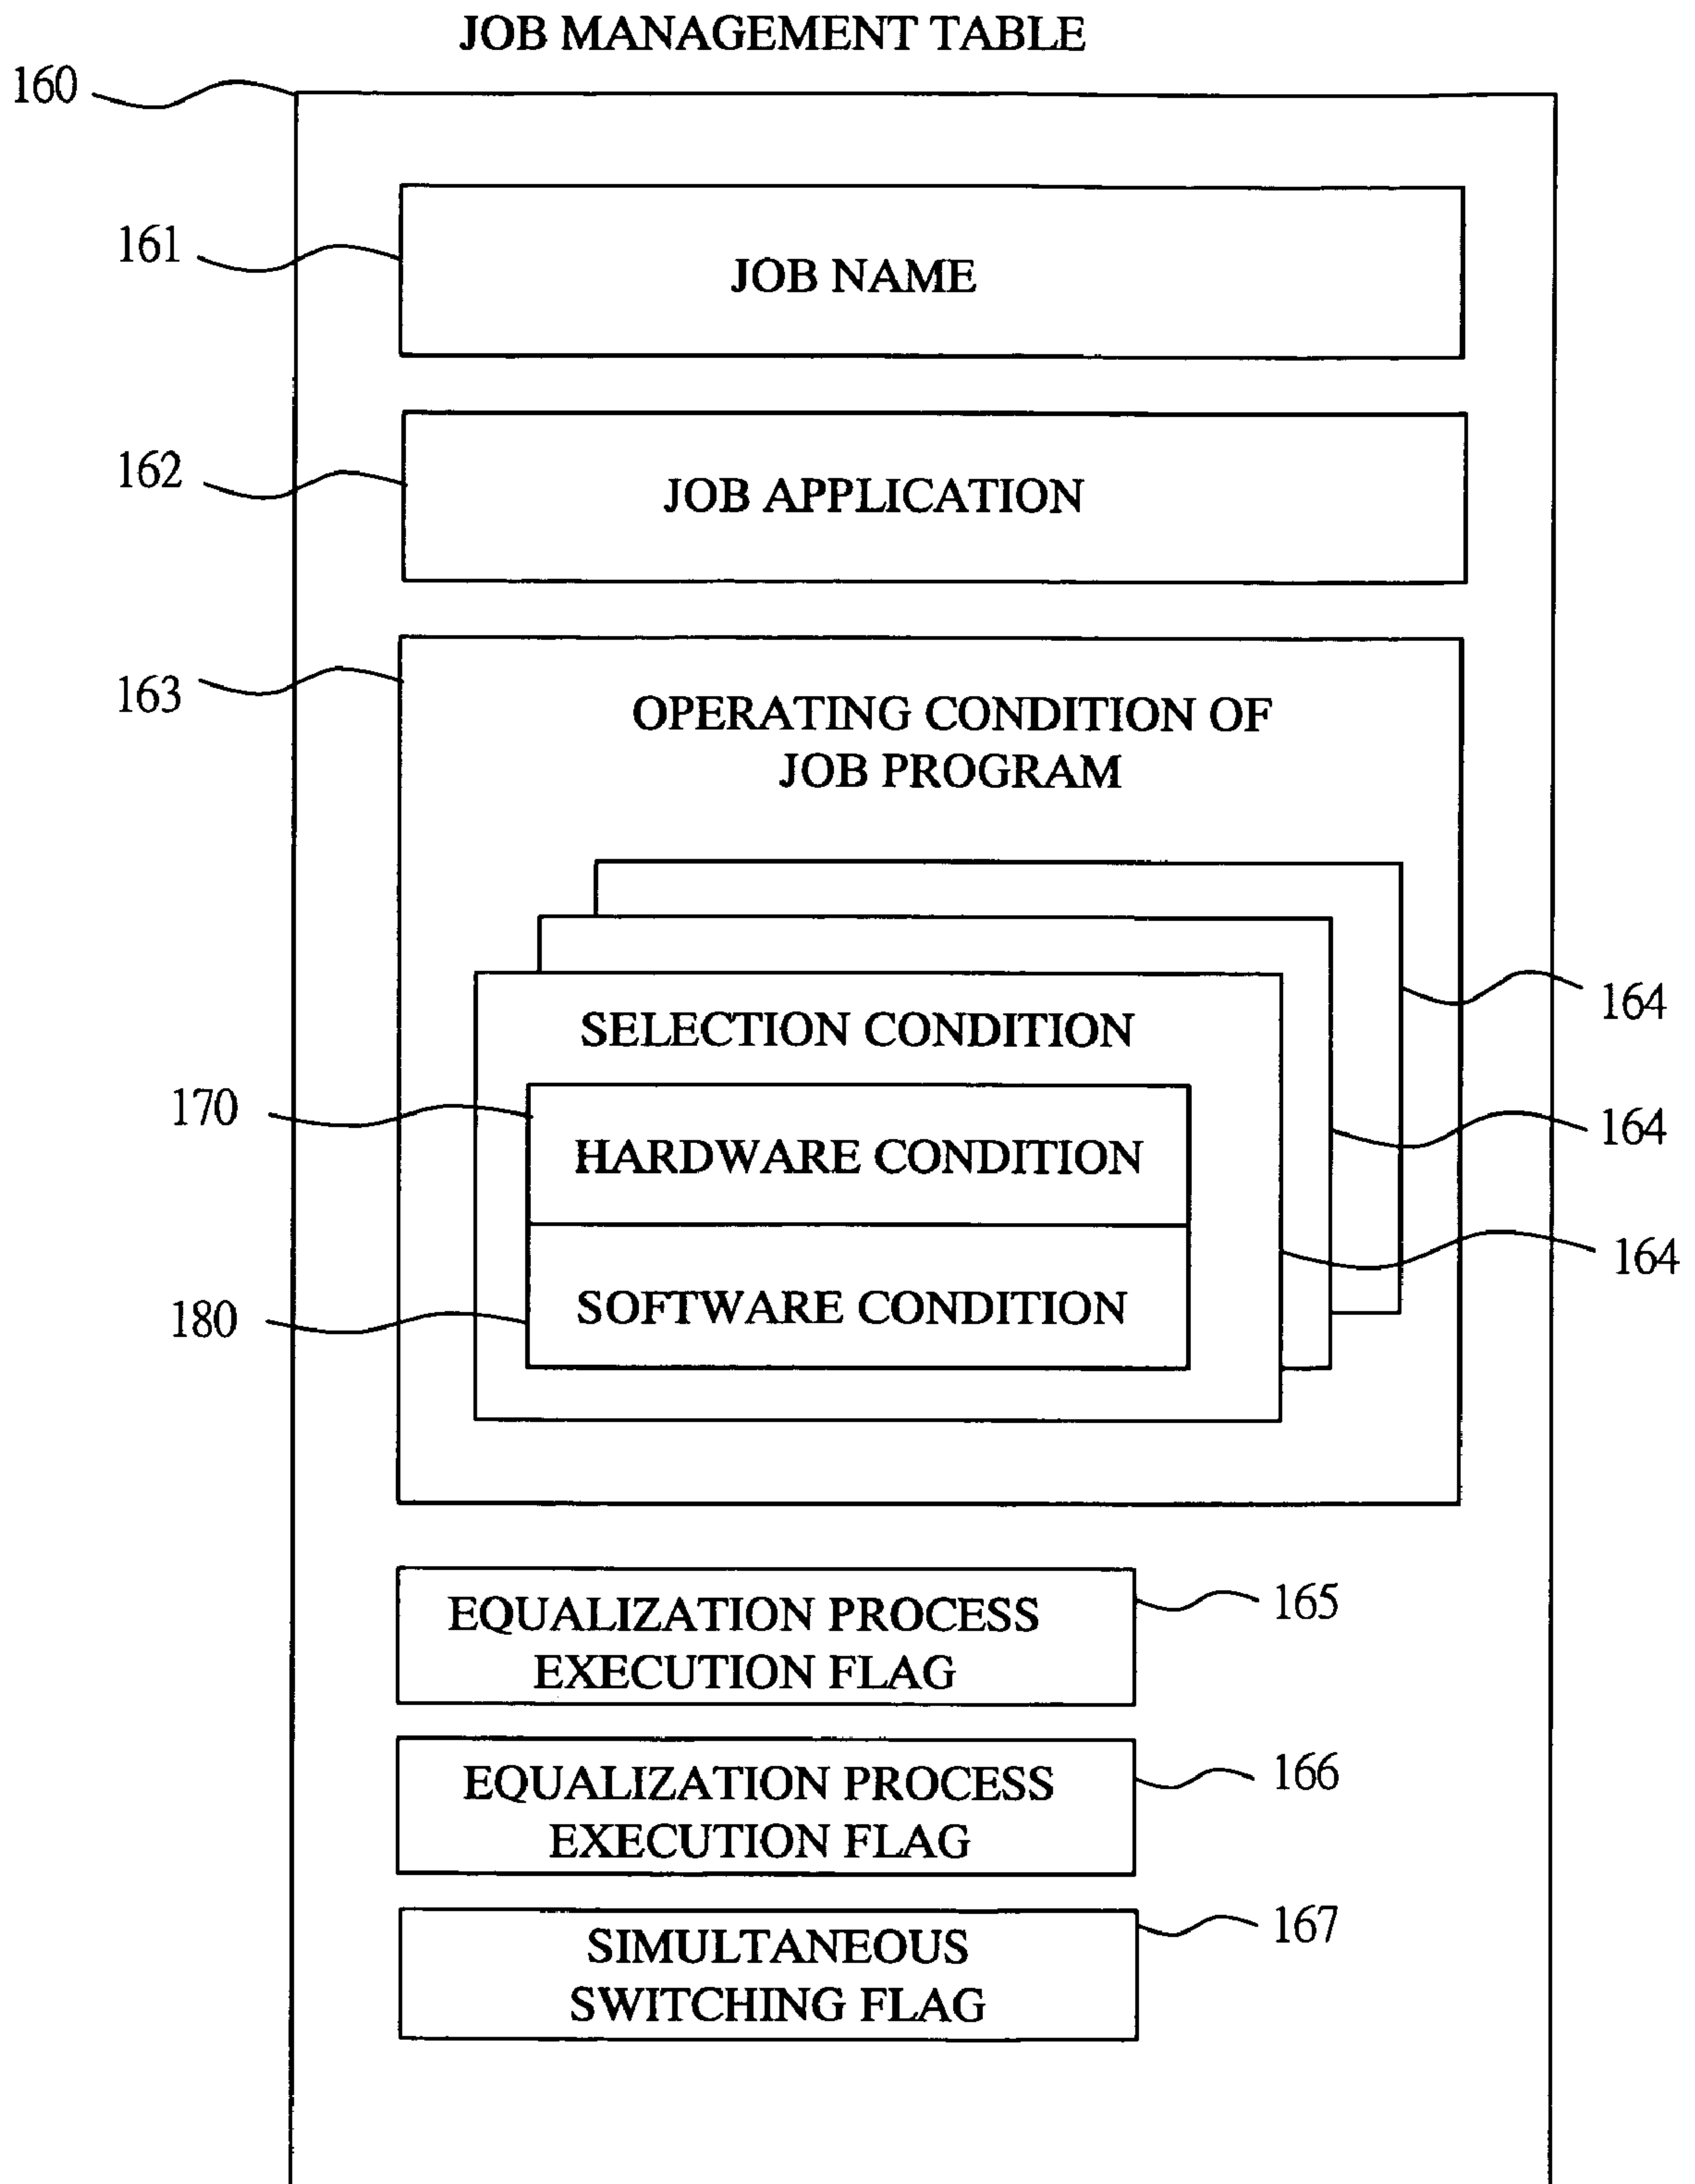 JOB MANAGEMENT TABLE
160
161
JOB NAME
162
JOB APPLICATION
163
OPERATING CONDITION OF
JOB PROGRAM
164
SELECTION CONDITION
170
164
HARDWARE CONDITION
164
180
SOFTWARE CONDITION
EQUALIZATION PROCESS
EXECUTION FLAG
165
EQUALIZATION PROCESS
EXECUTION FLAG
166
SIMULTANEOUS
SWITCHING FLAG
167